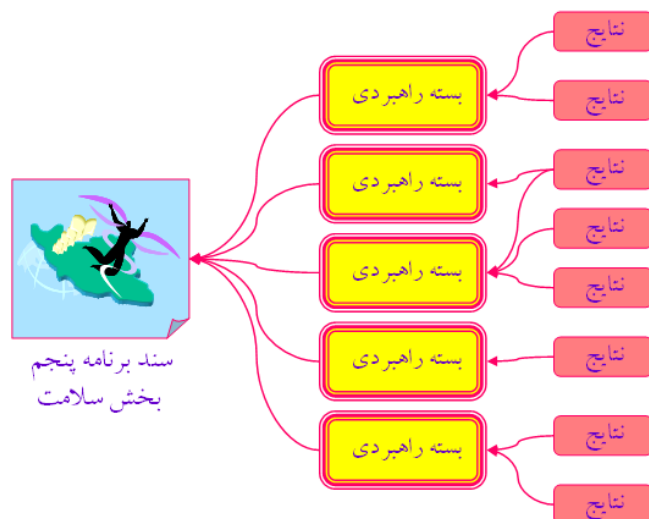 نتایج
نتایج
نتایج
نتایج
نتایج
نتایج
نتایج
نتایج
بسته راهبردی
بسته راهبردی
بسته راهبردی
بسته راهبردی
بسته راهبردی
سند برنامه پنجم
بخش سلامت